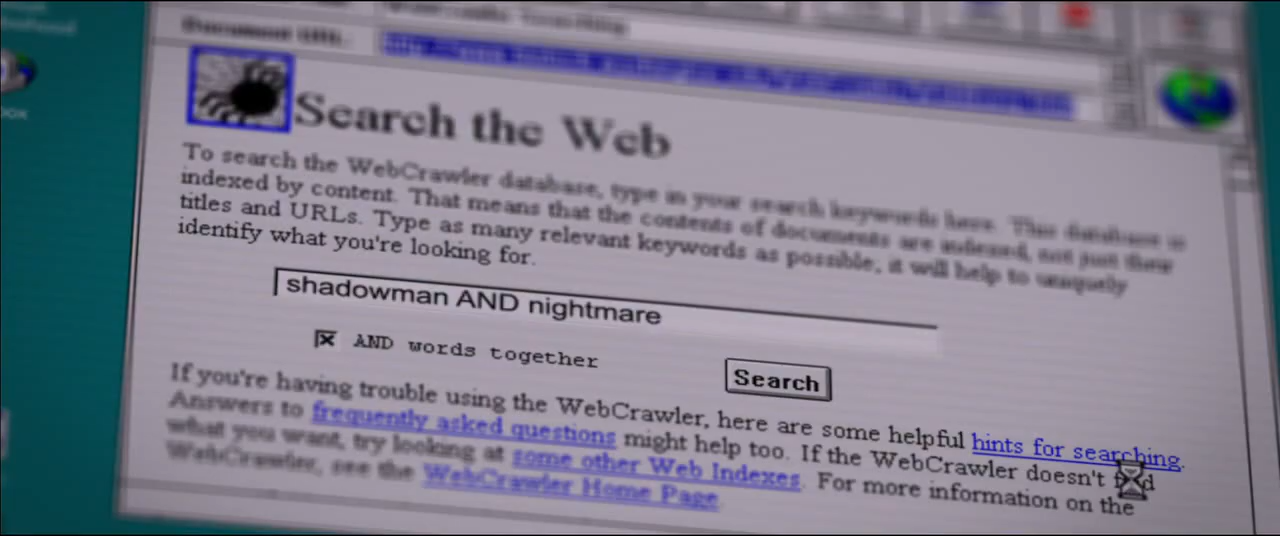 Document URL:
Search the Web
To search the WebCrawler database, type in your search keywords here. This database is
indexed by content. That means that the contents of documents are indexed, not just their
titles and URLs. Type as many relevant keywords as possible, it will help to uniquely
identify what you're looking for.
shadowman AND nightmare
AND words together
Search
If you're having trouble using the WebCrawler, here are some helpful hints for searching.
Answers to frequently asked questions might help too. If the WebCrawler doesn't find
what you want, try looking at some other Web Indexes. For more information on the
WebCrawler, see the WebCrawler Home Page.